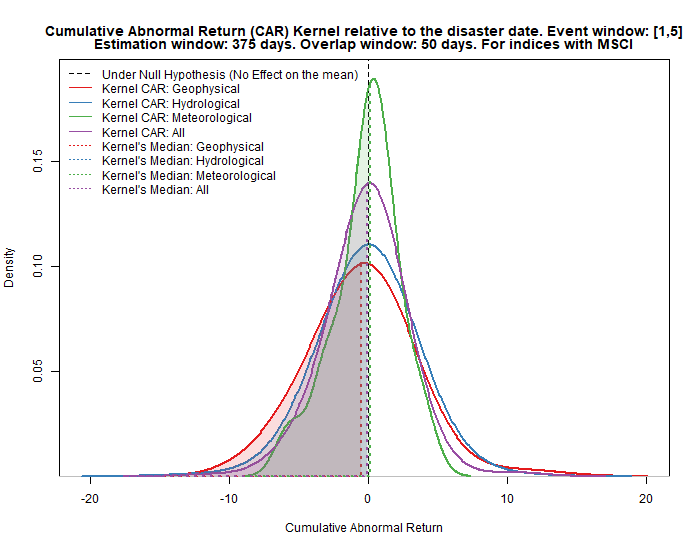 Cumulative Abnormal Return (CAR) Kernel relative to the disaster date. Event window: [1,5]
Estimation window: 375 days. Overlap window: 50 days. For indices with MSCI
Under Null Hypothesis (No Effect on the mean)
Kernel CAR: Geophysical
Kernel CAR: Hydrological
Kernel CAR: Meteorological
Kernel CAR: All
Kernel's Median: Geophysical
Kernel's Median: Hydrological
Kernel's Median: Meteorological
Kernel's Median: All
Density
0.15
0.10
0.05
-20
-10
0
10
20
Cumulative Abnormal Return